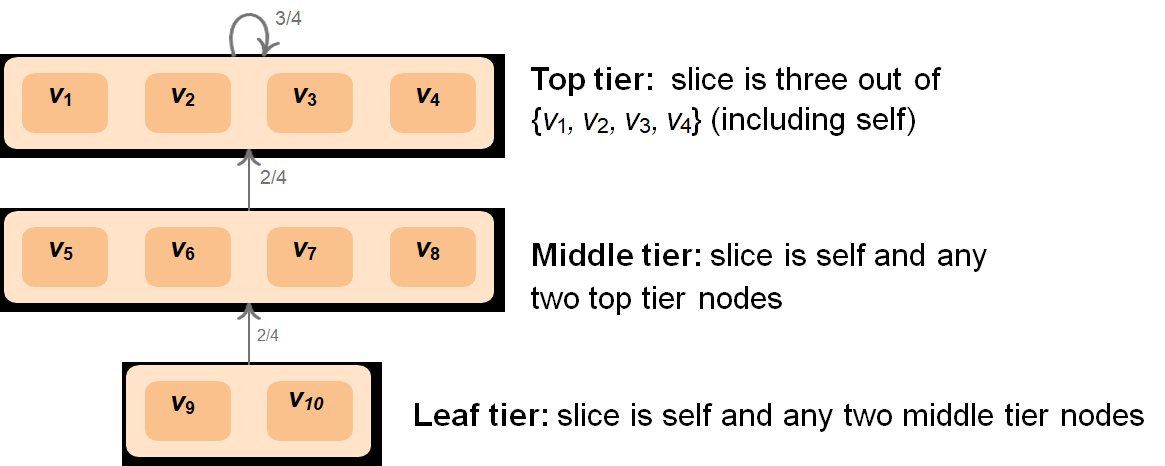 3/4
v1 v2 v3 v4
Top tier: slice is three out of
{v1, v2, v3, v4} (including self)
2/4
v5 v6 v7 v8
Middle tier: slice is self and any
two top tier nodes
2/4
v9 v10
Leaf tier: slice is self and any two middle tier nodes